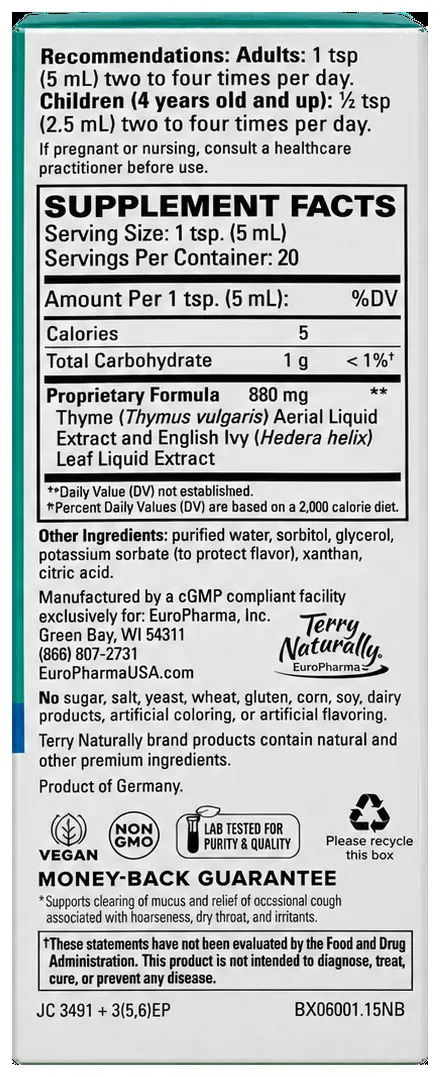 Recommendations: Adults: 1 tsp
(5 mL) two to four times per day.
Children (4 years old and up): ½ tsp
(2.5 mL) two to four times per day.
If pregnant or nursing, consult a healthcare
practitioner before use.
SUPPLEMENT FACTS
Serving Size: 1 tsp. (5 mL)
Servings Per Container: 20
Amount Per 1 tsp. (5 mL): %DV
Calories 5
Total Carbohydrate 1 g < 1%†
Proprietary Formula 880 mg **
Thyme (Thymus vulgaris) Aerial Liquid
Extract and English Ivy (Hedera helix)
Leaf Liquid Extract
**Daily Value (DV) not established.
†Percent Daily Values (DV) are based on a 2,000 calorie diet.
Other Ingredients: purified water, sorbitol, glycerol,
potassium sorbate (to protect flavor), xanthan,
citric acid.
Manufactured by a cGMP compliant facility
exclusively for: EuroPharma, Inc.
Green Bay, WI 54311
(866) 807-2731
EuroPharmaUSA.com
Terry
Naturally®
EuroPharma
No sugar, salt, yeast, wheat, gluten, corn, soy, dairy
products, artificial coloring, or artificial flavoring.
Terry Naturally brand products contain natural and
other premium ingredients.
Product of Germany.
VEGAN
NON
GMO
LAB TESTED FOR
PURITY & QUALITY
Please recycle
this box
MONEY-BACK GUARANTEE
*Supports clearing of mucus and relief of occasional cough
associated with hoarseness, dry throat, and irritants.
†These statements have not been evaluated by the Food and Drug
Administration. This product is not intended to diagnose, treat,
cure, or prevent any disease.
JC 3491 + 3(5,6)EP BX06001.15NB